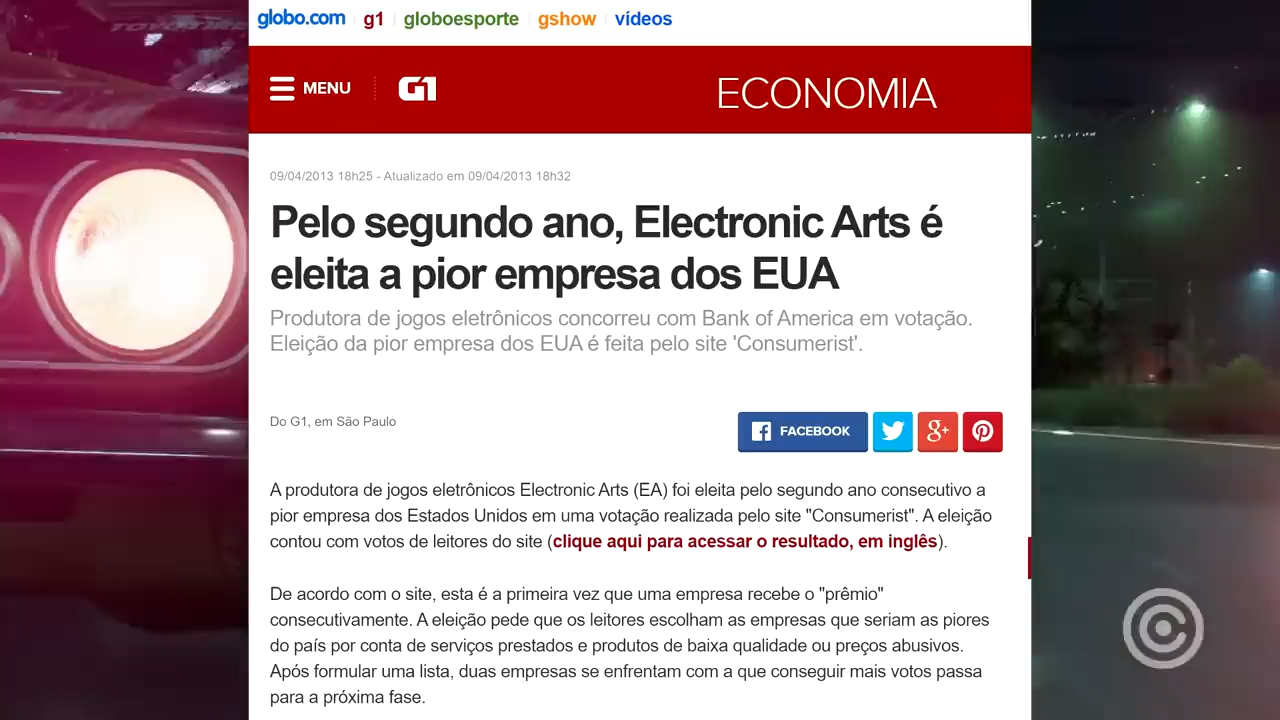 globo.com g1 globoesporte gshow vídeos
MENU G1 ECONOMIA
09/04/2013 18h25 - Atualizado em 09/04/2013 18h32
Pelo segundo ano, Electronic Arts é
eleita a pior empresa dos EUA
Produtora de jogos eletrônicos concorreu com Bank of America em votação.
Eleição da pior empresa dos EUA é feita pelo site 'Consumerist'.
Do G1, em São Paulo
FACEBOOK g+
A produtora de jogos eletrônicos Electronic Arts (EA) foi eleita pelo segundo ano consecutivo a
pior empresa dos Estados Unidos em uma votação realizada pelo site "Consumerist". A eleição
contou com votos de leitores do site (clique aqui para acessar o resultado, em inglês).
De acordo com o site, esta é a primeira vez que uma empresa recebe o "prêmio"
consecutivamente. A eleição pede que os leitores escolham as empresas que seriam as piores
do país por conta de serviços prestados e produtos de baixa qualidade ou preços abusivos.
Após formular uma lista, duas empresas se enfrentam com a que conseguir mais votos passa
para a próxima fase.